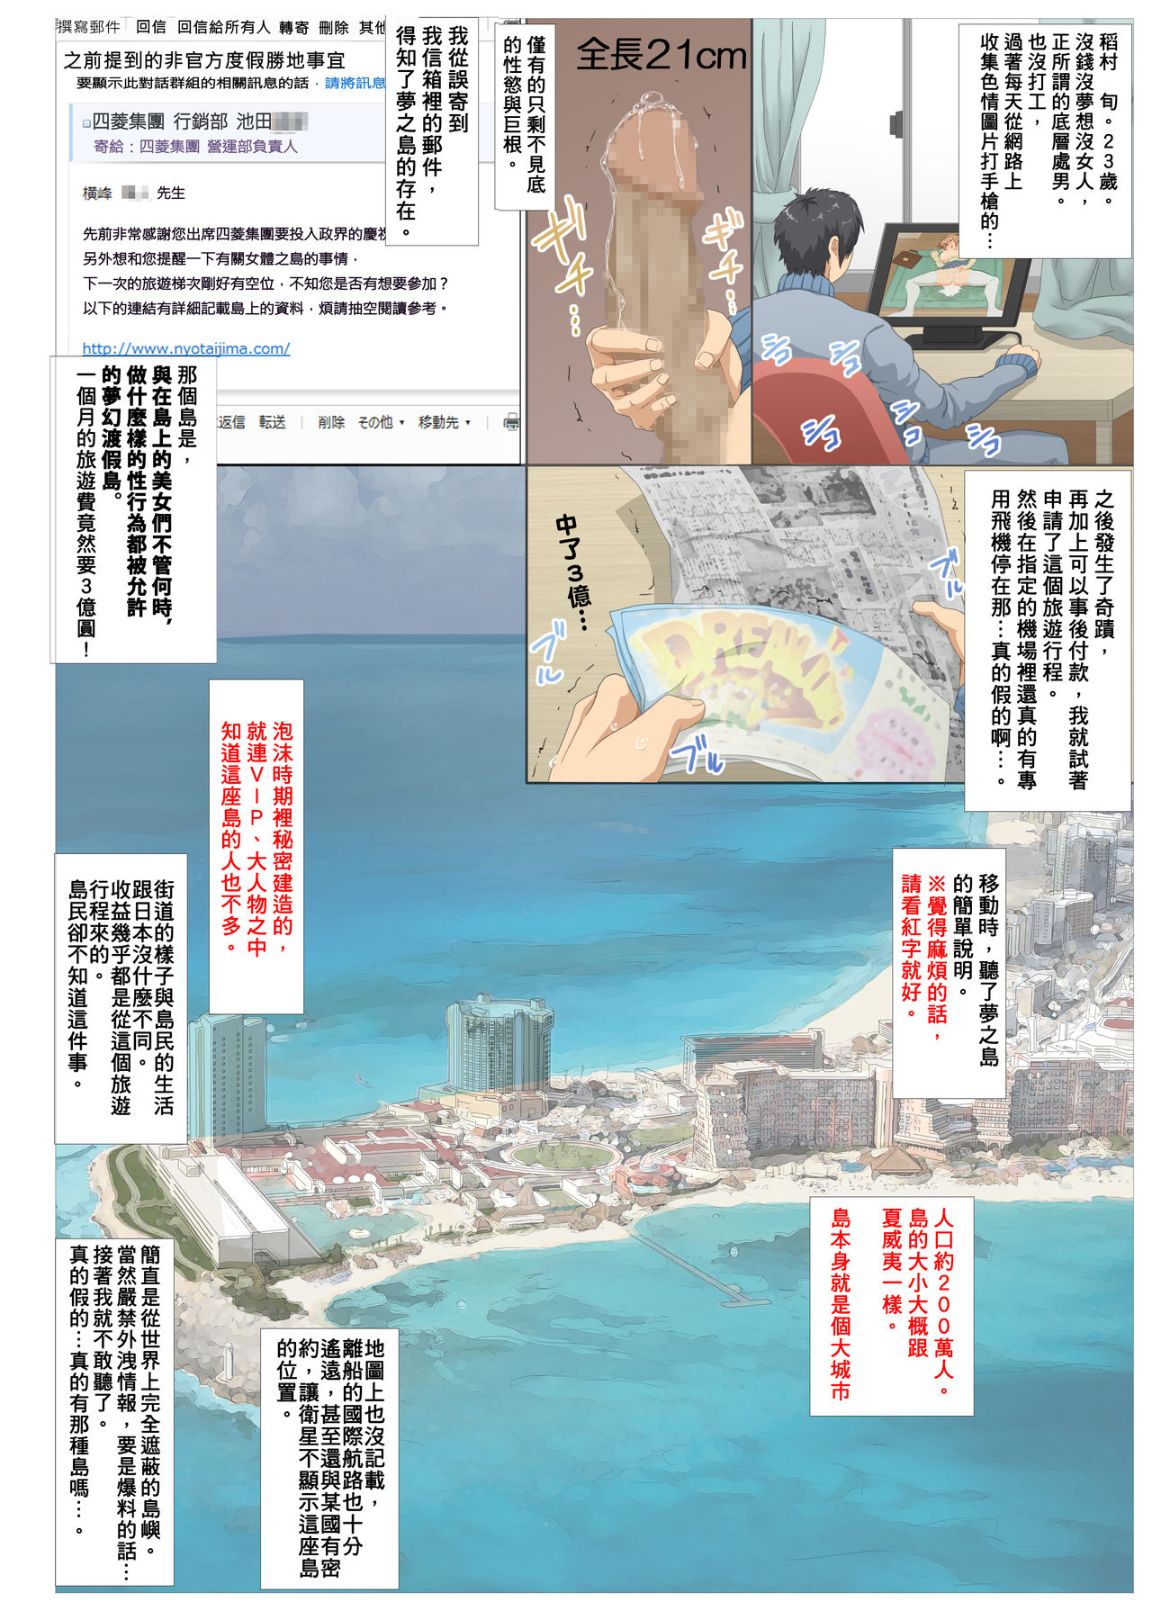 稻村　旬。23歲。
沒錢沒夢想沒女人，
正所謂的底層處男。
也沒打工，
過著每天從網路上
收集色情圖片打手槍的…
シュ
シュ
シュ
シュ
全長21cm
僅有的只剩不見底
的性慾與巨根。
ギチ…
ギチ…
我從誤寄到
我信箱裡的郵件，
得知了夢之島的存在。
撰寫郵件 回信 回信給所有人 轉寄 刪除 其他
之前提到的非官方度假勝地事宜
要顯示此對話群組的相關訊息的話，請將訊息
四菱集團 行銷部 池田
寄給：四菱集團 營運部負責人
橫峰 先生
先前非常感謝您出席四菱集團要投入政界的慶祝
另外想和您提醒一下有關女體之島的事情，
下一次的旅遊梯次剛好有空位，不知您是否有想要參加？
以下的連結有詳細記載島上的資料，煩請抽空閱讀參考。
http://www.nyotaijima.com/
返信 転送 | 削除 その他 移動先
那個島是，
與在島上的美女們不管何時，
做什麼樣的性行為都被允許
的夢幻渡假島。
一個月的旅遊費竟然要3億圓！
之後發生了奇蹟，
再加上可以事後付款，我就試著
申請了這個旅遊行程。
然後在指定的機場裡還真的有專
用飛機停在那…真的假的啊…。
中了3億…
ブル
ブル
ブル
DREAM
移動時，聽了夢之島
的簡單說明。
※覺得麻煩的話，
請看紅字就好。
泡沫時期裡秘密建造的，
就連VIP、大人物之中
知道這座島的人也不多。
街道的樣子與島民的生活
跟日本沒什麼不同。
收益幾乎都是從這個旅遊
行程來的。
島民卻不知道這件事。
人口約200萬人。
島的大小大概跟
夏威夷一樣。
島本身就是個大城市
地圖上也沒記載，
離船的國際航路也十分
遙遠，甚至還與某國有密
約，讓衛星不顯示這座島
的位置。
簡直是從世界上完全遮蔽的島嶼。
當然嚴禁外洩情報，要是爆料的話…
接著我就不敢聽了。
真的假的…真的有那種島嗎…。